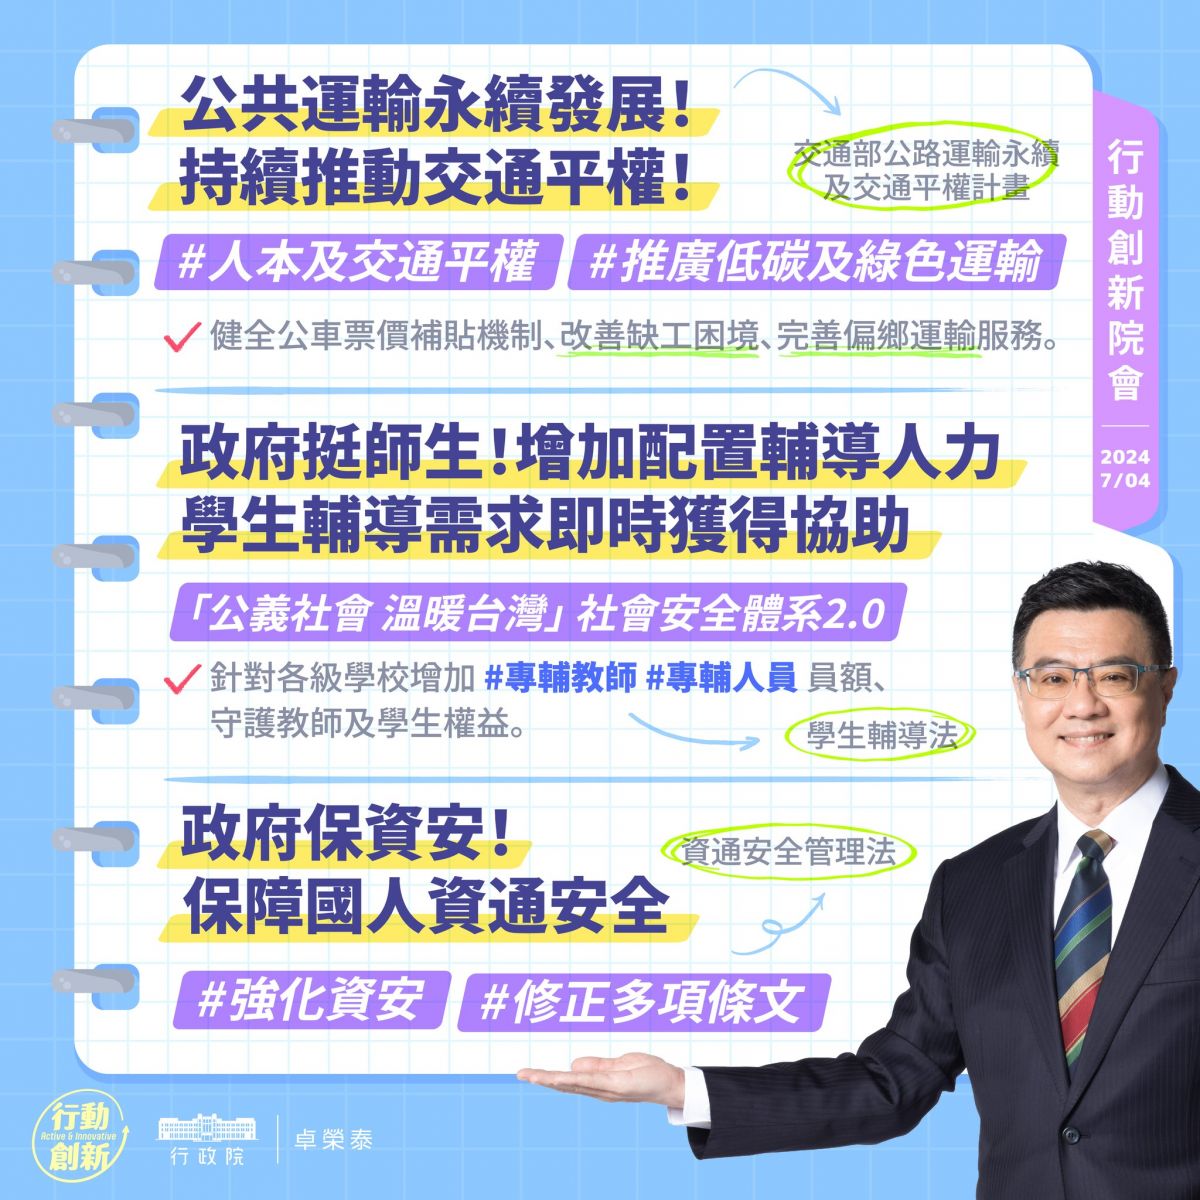 公共運輸永續發展！
持續推動交通平權！
交通部公路運輸永續
及交通平權計畫
#人本及交通平權
#推廣低碳及綠色運輸
健全公車票價補貼機制、改善缺工困境、完善偏鄉運輸服務。
政府挺師生！增加配置輔導人力
學生輔導需求即時獲得協助
「公義社會 溫暖台灣」社會安全體系2.0
針對各級學校增加 #專輔教師 #專輔人員 員額、
守護教師及學生權益。
學生輔導法
政府保資安！
保障國人資通安全
資通安全管理法
#強化資安
#修正多項條文
行動創新院會
2024
7/04
行動
Active & Innovative
創新
行政院
卓榮泰